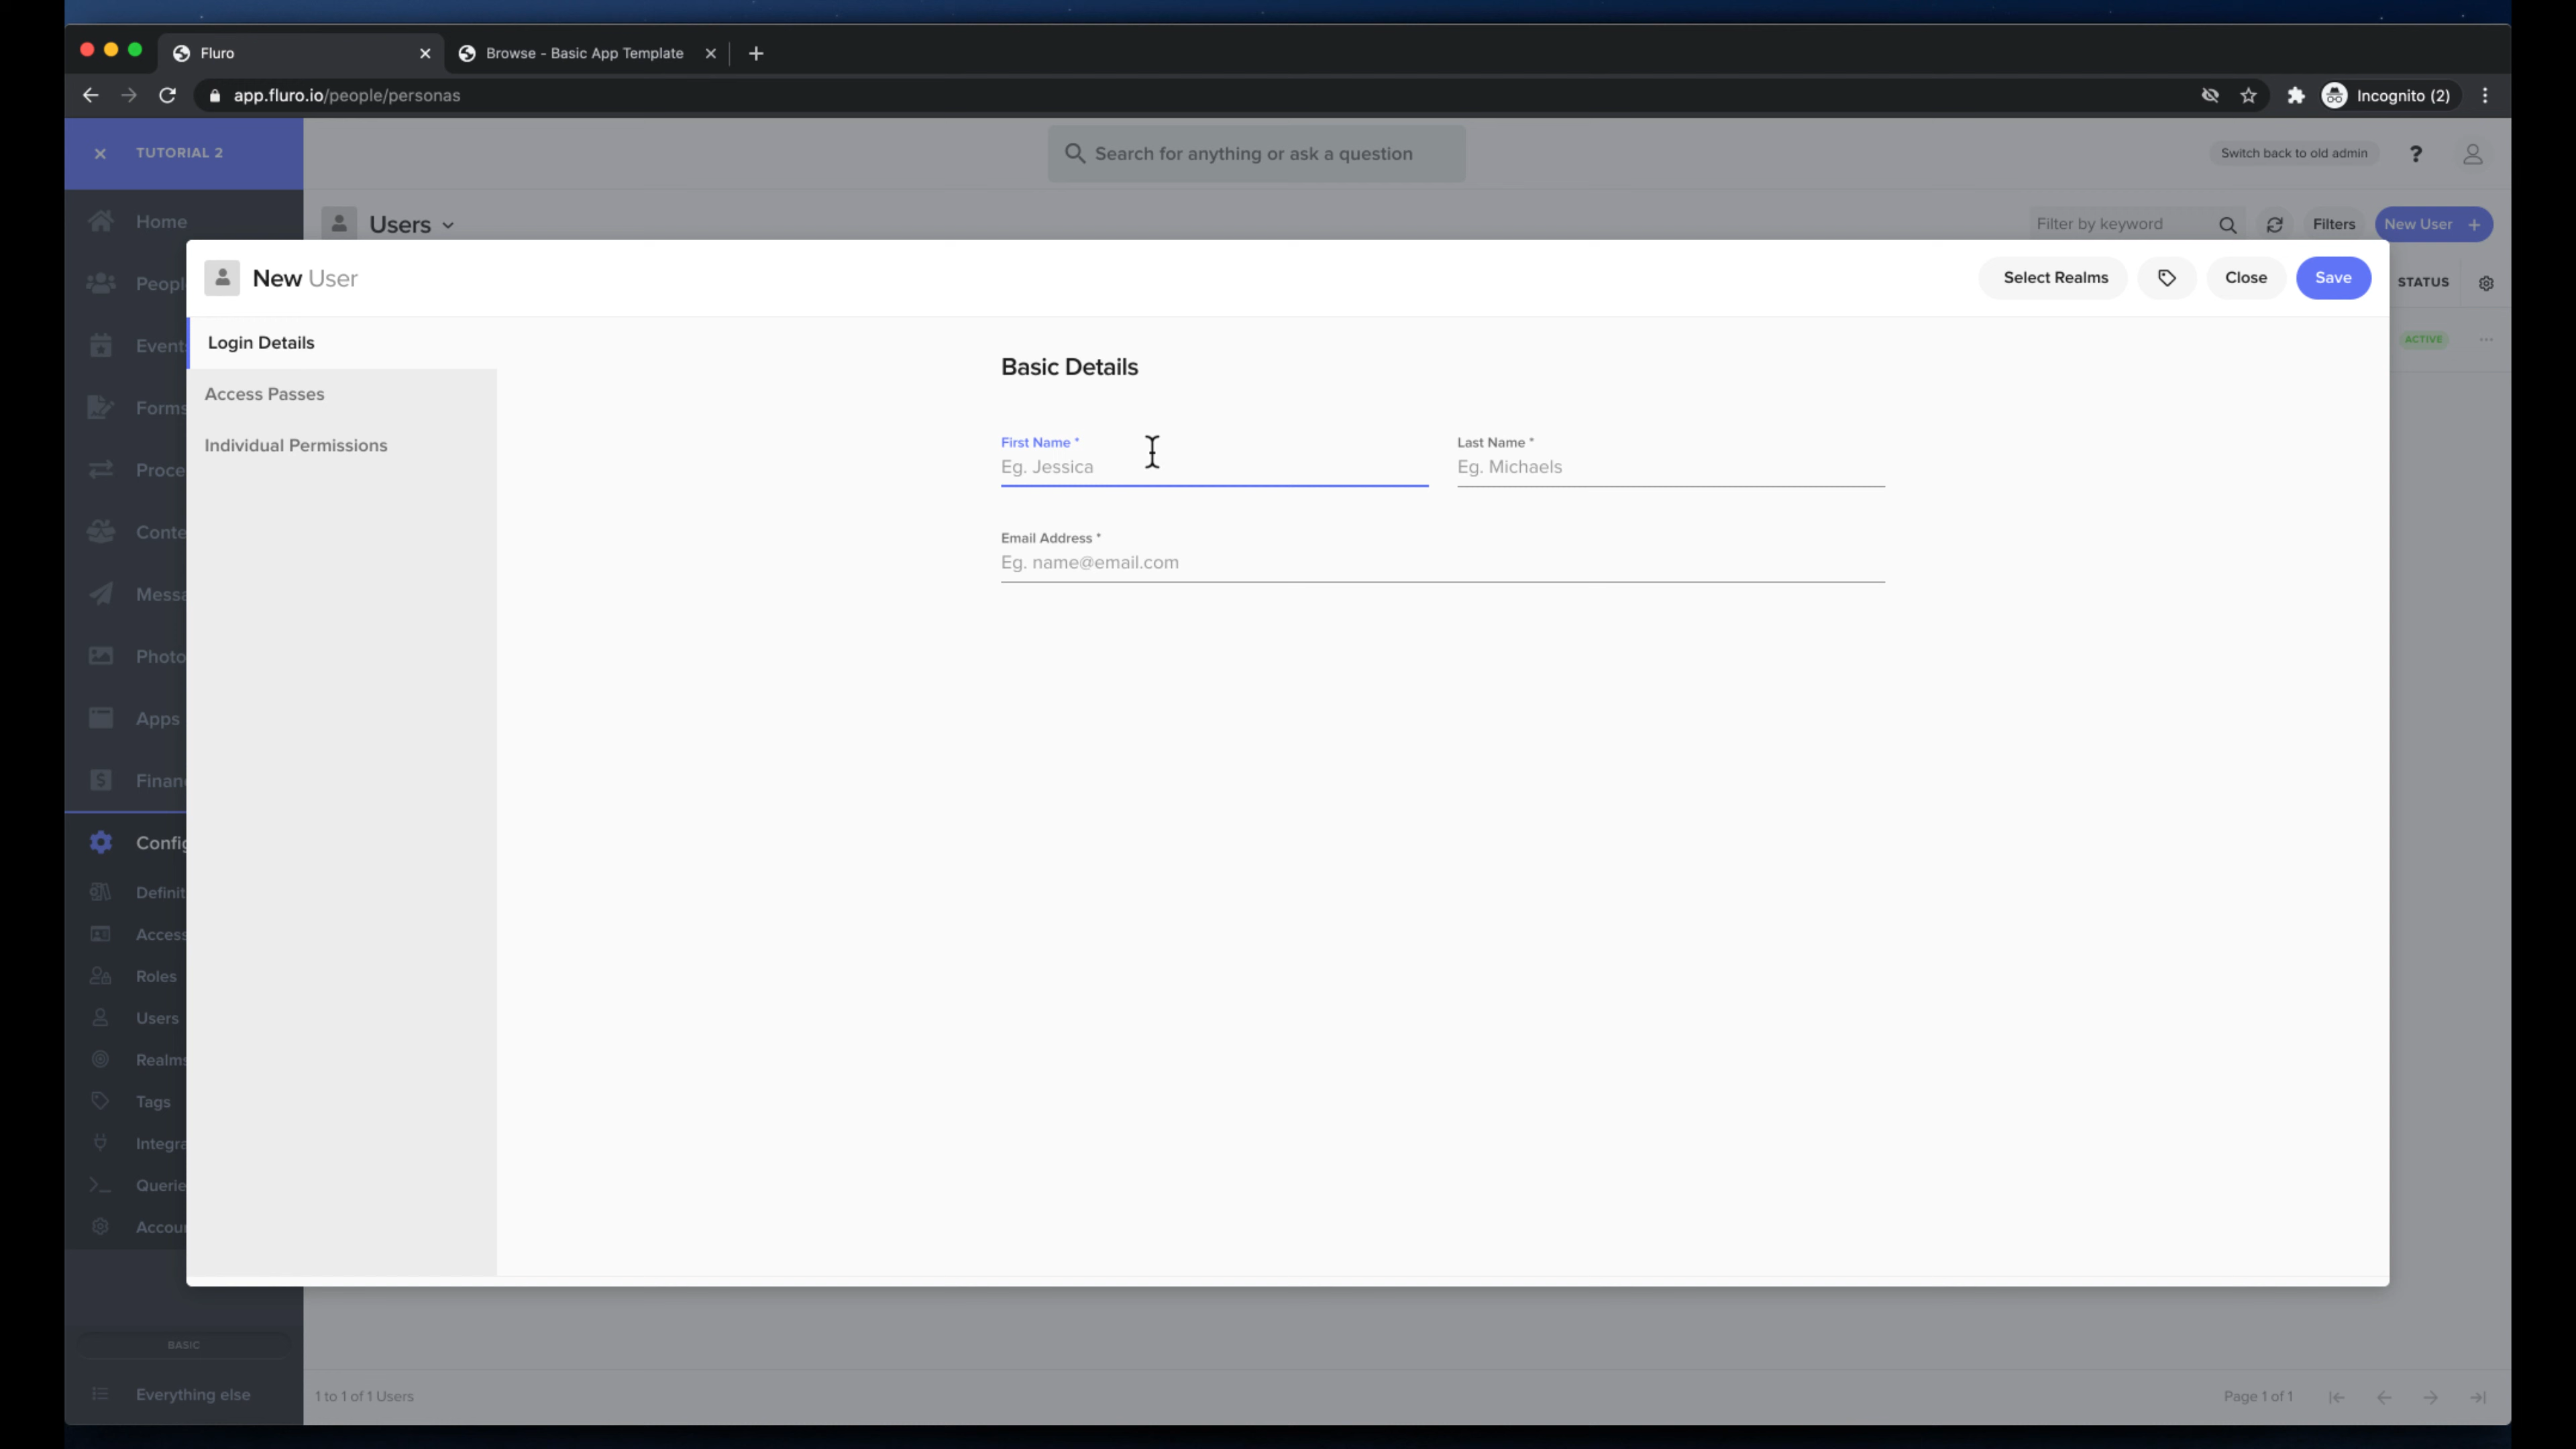 Fluro
Browse - Basic App Template
app.fluro.io/people/personas
Incognito (2)
TUTORIAL 2
Search for anything or ask a question
Switch back to old admin
?
Home
Users
Filter by keyword
Filters
New User +
Peopl
New User
Select Realms
Close
Save
STATUS
Login Details
ACTIVE
Event
Basic Details
Access Passes
Forms
First Name *
Last Name *
Individual Permissions
Eg. Jessica
Eg. Michaels
Proce
Conte
Email Address *
Eg. name@email.com
Messa
Photo
Apps
Finan
Config
Definit
Access
Roles
Users
Realms
Tags
Integra
Querie
Accour
BASIC
Everything else
1 to 1 of 1 Users
Page 1 of 1